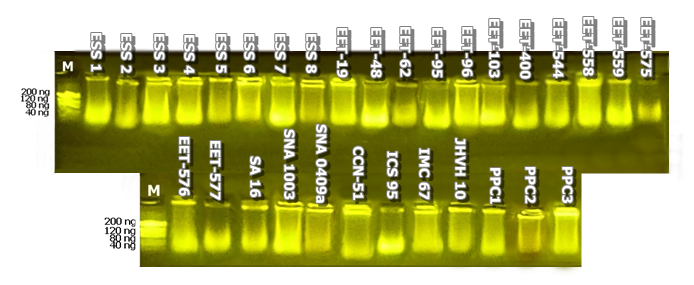 M
ESS 1
ESS 2
ESS 3
ESS 4
ESS 5
ESS 6
ESS 7
ESS 8
EET-19
EET-48
EET-62
EET-95
EET-96
EET-103
EET-400
EET-544
EET-558
EET-559
EET-575
200 ng
120 ng
80 ng
40 ng
M
EET-576
EET-577
SA 16
SNA 1003
SNA 0409a
CCN-51
ICS 95
IMC 67
JHVH 10
PPC1
PPC2
PPC3
200 ng
120 ng
80 ng
40 ng